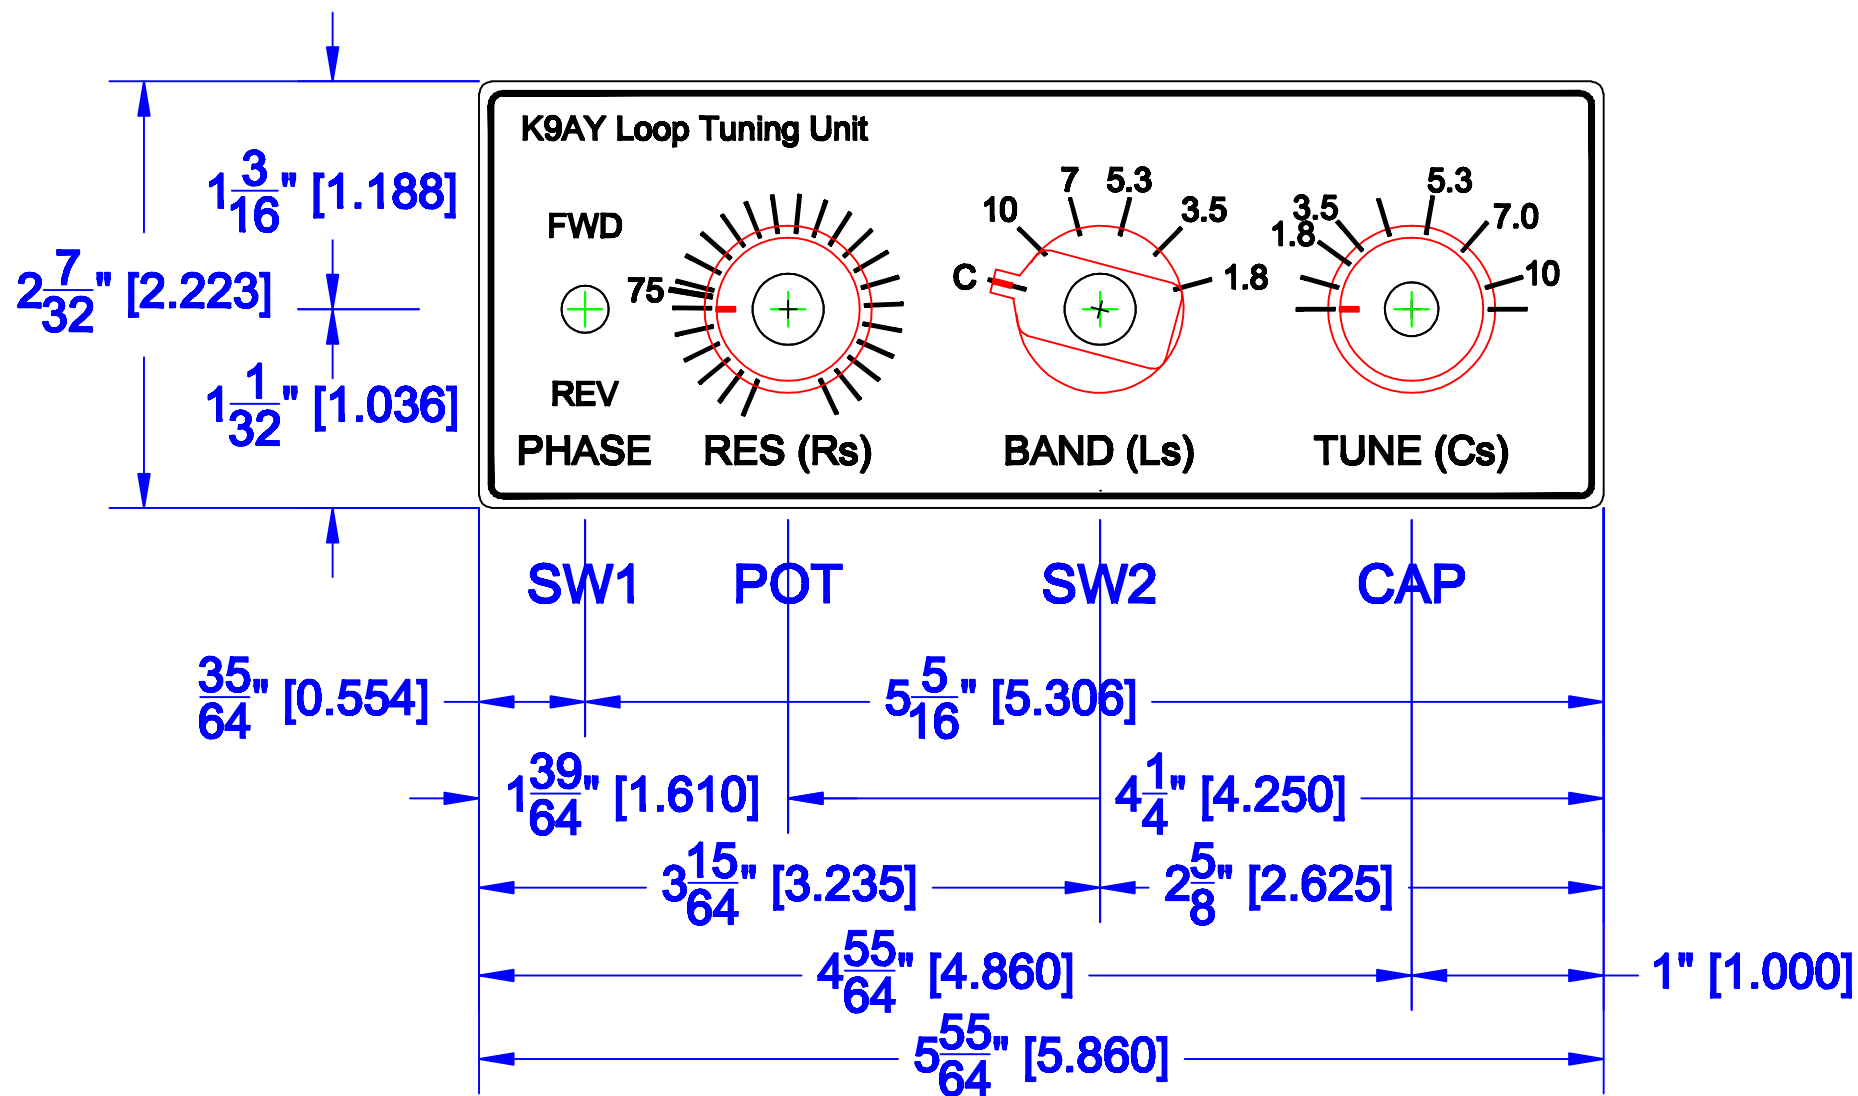 K9AY Loop Tuning Unit
1 3/16" [1.188]
2 7/32" [2.223]
1 1/32" [1.036]
FWD
REV
PHASE
75
RES (Rs)
C
10
7
5.3
3.5
1.8
BAND (Ls)
1.8
3.5
5.3
7.0
10
TUNE (Cs)
SW1
POT
SW2
CAP
35/64" [0.554]
5 5/16" [5.306]
1 39/64" [1.610]
4 1/4" [4.250]
3 15/64" [3.235]
2 5/8" [2.625]
4 55/64" [4.860]
1" [1.000]
5 55/64" [5.860]